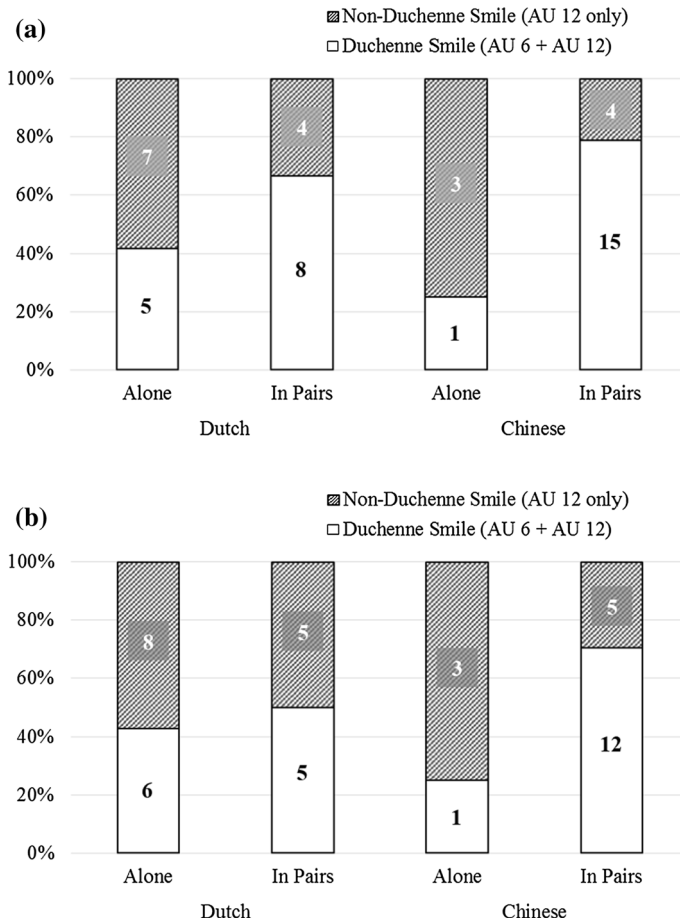 (a)
Non-Duchenne Smile (AU 12 only)
Duchenne Smile (AU 6 + AU 12)
100%
80%
60%
40%
20%
0%
7
4
3
4
5
8
1
15
Alone
In Pairs
Alone
In Pairs
Dutch
Chinese
(b)
Non-Duchenne Smile (AU 12 only)
Duchenne Smile (AU 6 + AU 12)
100%
80%
60%
40%
20%
0%
8
5
3
5
6
5
1
12
Alone
In Pairs
Alone
In Pairs
Dutch
Chinese